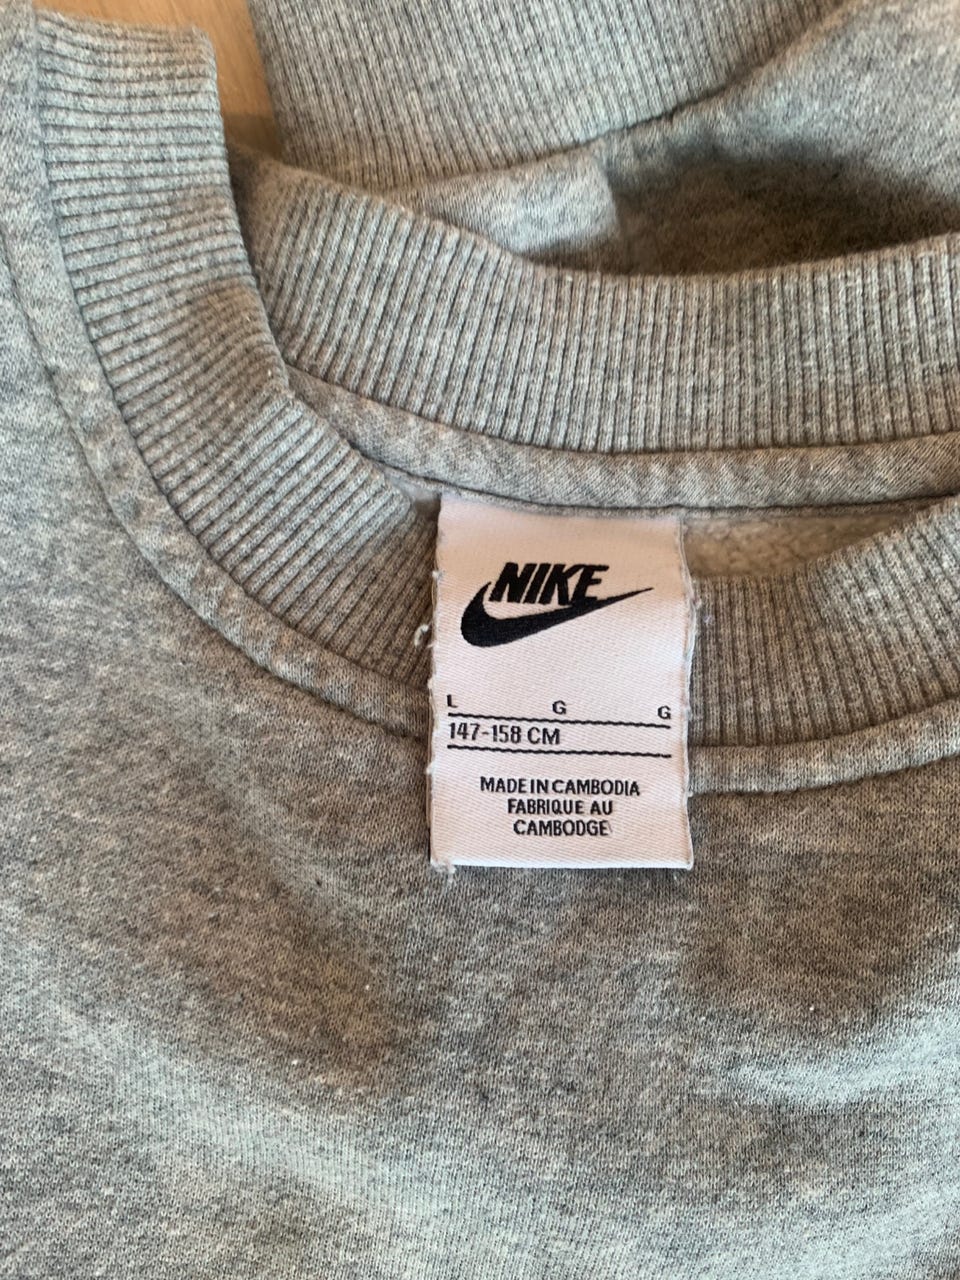 NIKE
L G G
147-158 CM
MADE IN CAMBODIA
FABRIQUE AU
CAMBODGE